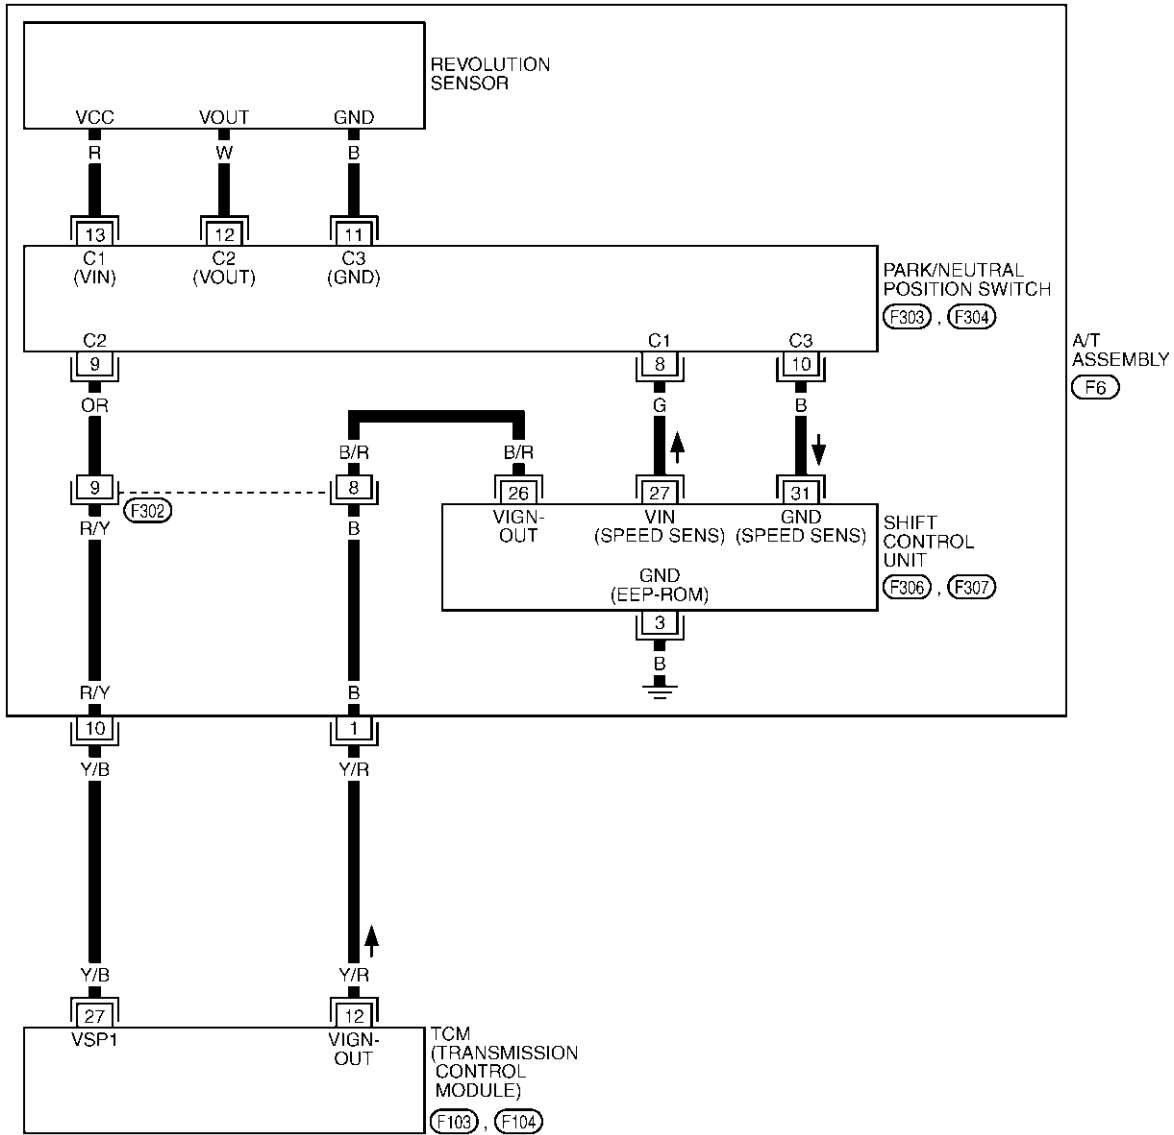 REVOLUTION
SENSOR
VCC VOUT GND
R W B
13 12 11
C1 C2 C3
(VIN) (VOUT) (GND)
PARK/NEUTRAL
POSITION SWITCH
F303 , F304
C2 C1 C3
9 8 10
A/T
ASSEMBLY
F6
OR G B
B/R B/R
9 8 26 27 31
F302
R/Y B
VIGN-
OUT
VIN
(SPEED SENS)
GND
(SPEED SENS)
SHIFT
CONTROL
UNIT
F306 , F307
GND
(EEP-ROM)
3
B
R/Y B
10 1
Y/B Y/R
Y/B Y/R
27 12
VSP1 VIGN-
OUT
TCM
(TRANSMISSION
CONTROL
MODULE)
F103 , F104